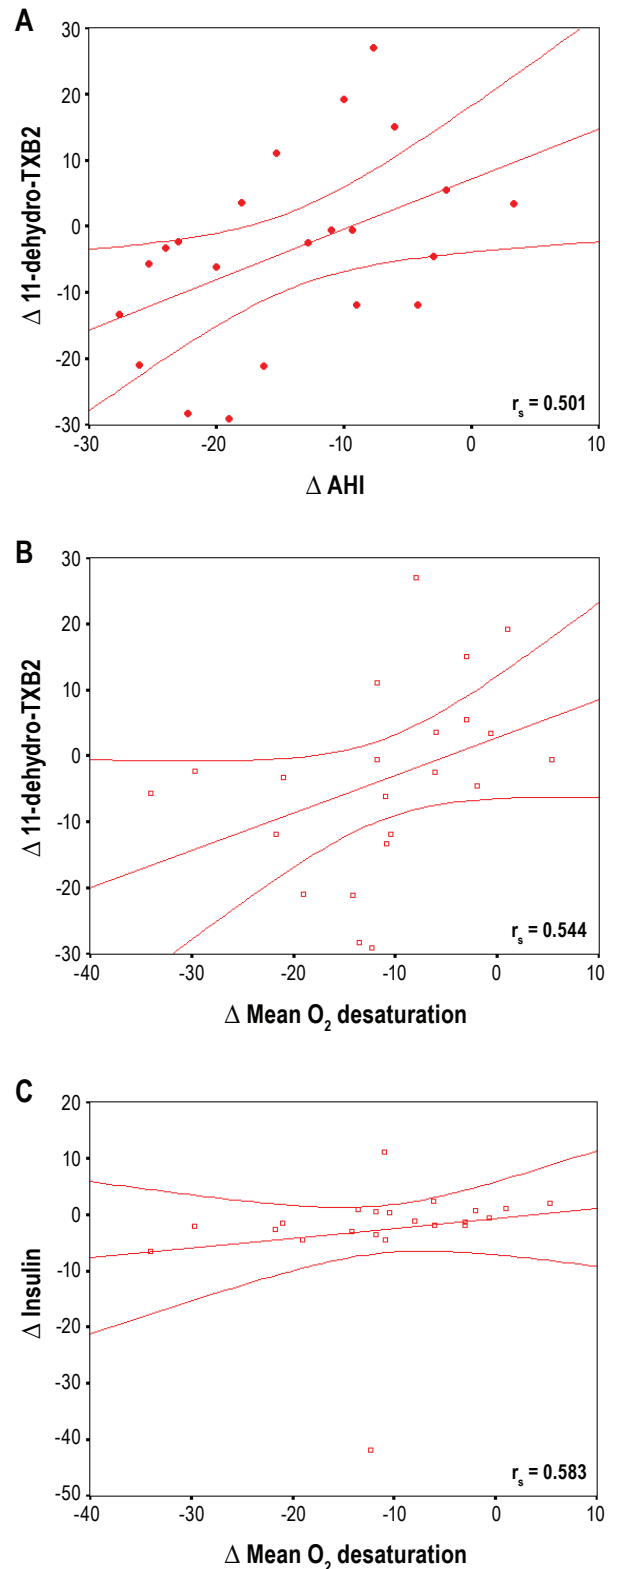 A
30
20
10
0
-10
-20
-30
-30 -20 -10 0 10
Δ 11-dehydro-TXB2
r_s = 0.501
Δ AHI
B
30
20
10
0
-10
-20
-30
-40 -30 -20 -10 0 10
Δ 11-dehydro-TXB2
r_s = 0.544
Δ Mean O₂ desaturation
C
20
10
0
-10
-20
-30
-40
-50
-40 -30 -20 -10 0 10
Δ Insulin
r_s = 0.583
Δ Mean O₂ desaturation